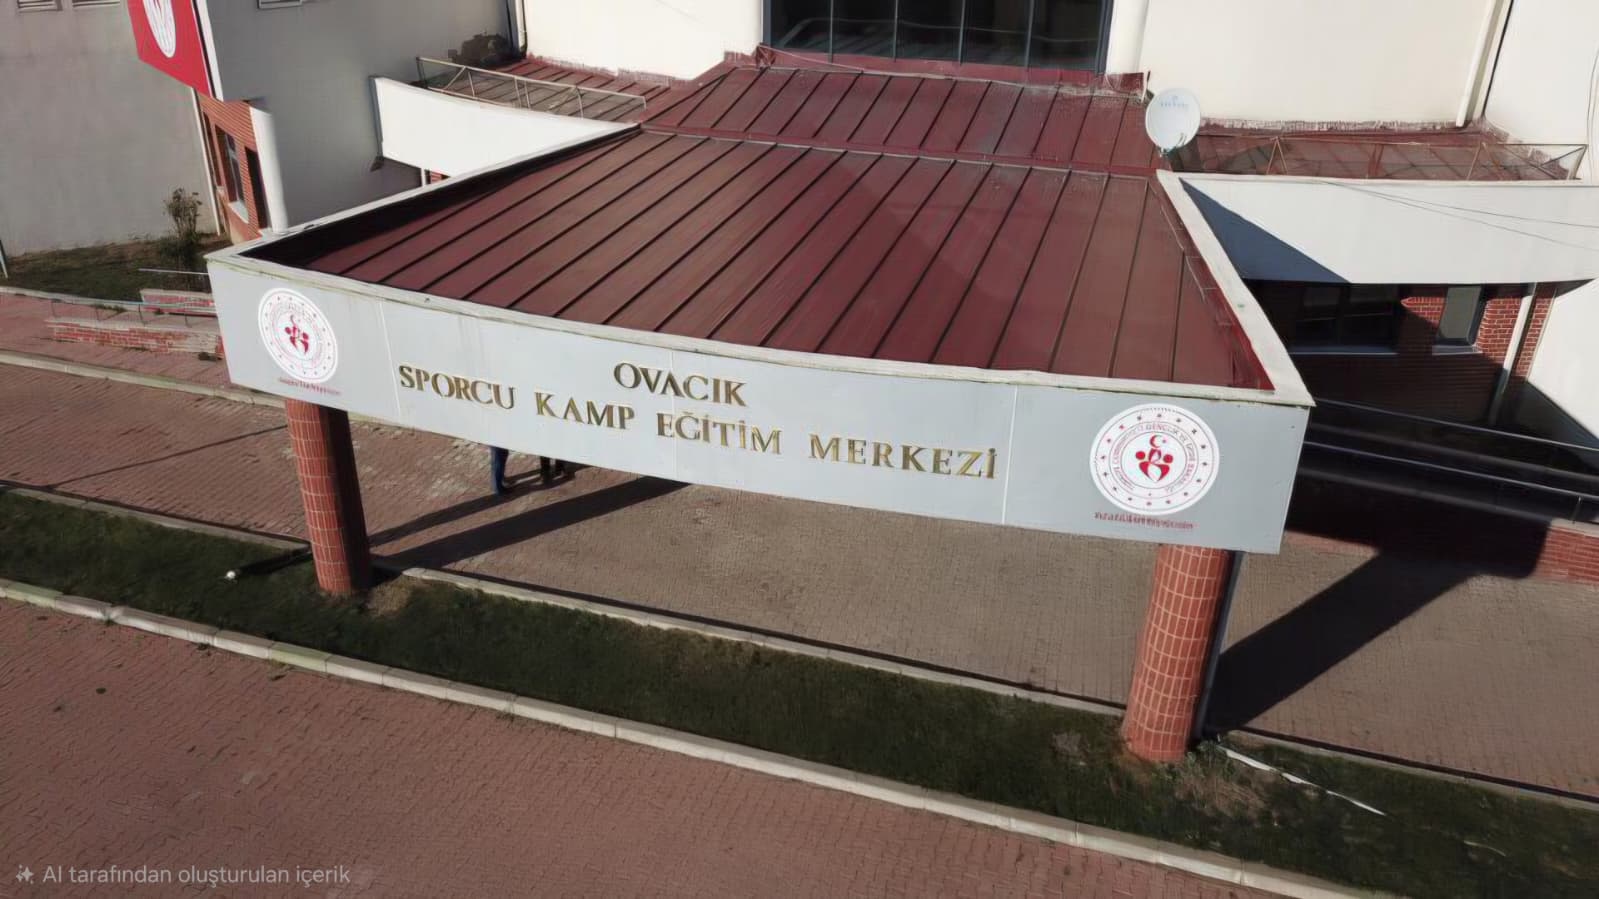 OVACIK
SPORCU KAMP EĞİTİM MERKEZİ
AI tarafından oluşturulan içerik